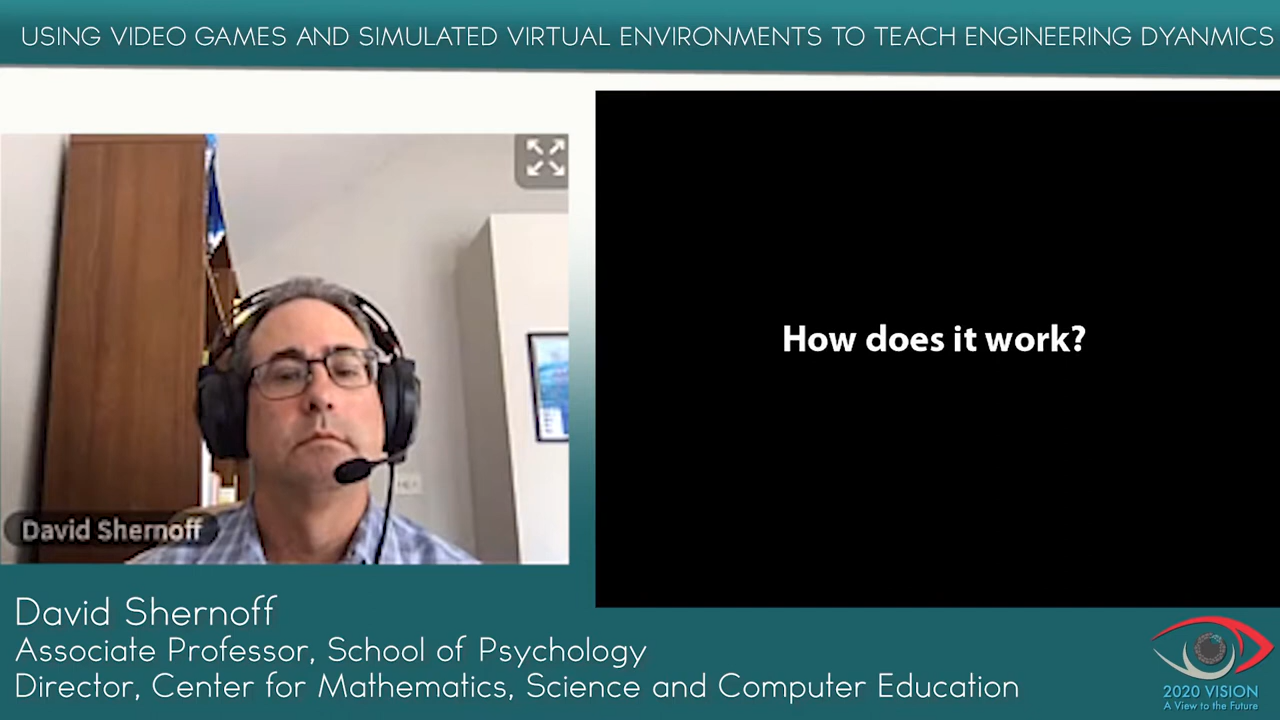 USING VIDEO GAMES AND SIMULATED VIRTUAL ENVIRONMENTS TO TEACH ENGINEERING DYANMICS
How does it work?
David Shernoff
David Shernoff
Associate Professor, School of Psychology
Director, Center for Mathematics, Science and Computer Education
2020 VISION
A View to the Future